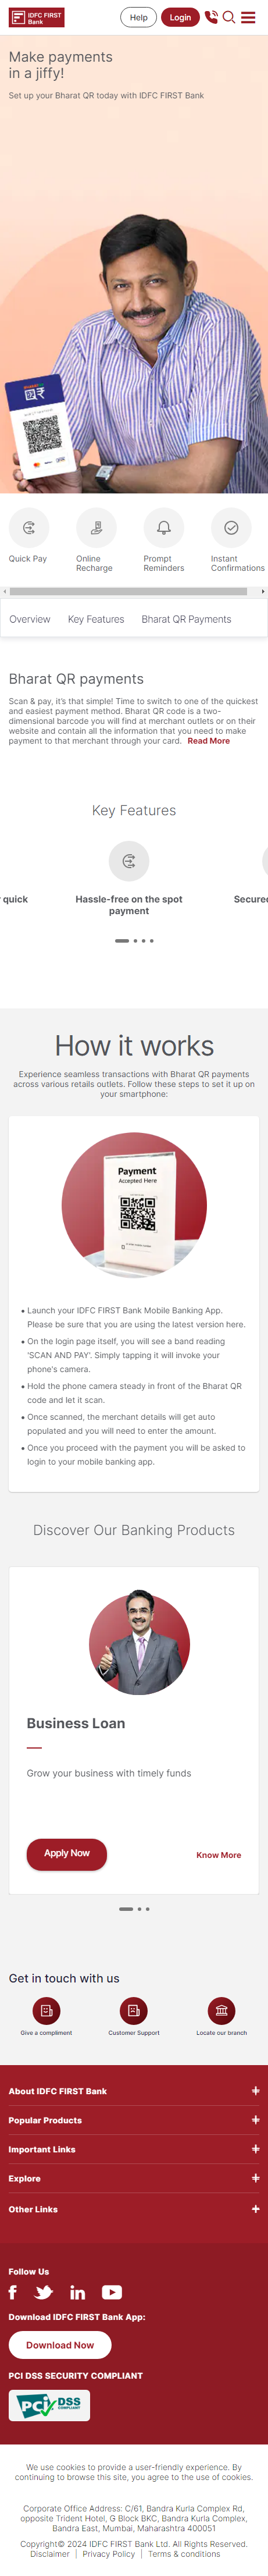 IDFC FIRST
Bank
Help
Login
Make payments
in a jiffy!
Set up your Bharat QR today with IDFC FIRST Bank
Quick Pay
Online
Recharge
Prompt
Reminders
Instant
Confirmations
Overview
Key Features
Bharat QR Payments
Bharat QR payments
Scan & pay, it's that simple! Time to switch to one of the quickest
and easiest payment method. Bharat QR code is a two-
dimensional barcode you will find at merchant outlets or on their
website and contain all the information that you need to make
payment to that merchant through your card. Read More
Key Features
quick
Hassle-free on the spot
payment
Secure
How it works
Experience seamless transactions with Bharat QR payments
across various retails outlets. Follow these steps to set it up on
your smartphone:
Payment
Accepted Here
• Launch your IDFC FIRST Bank Mobile Banking App.
Please be sure that you are using the latest version here.
• On the login page itself, you will see a band reading
'SCAN AND PAY'. Simply tapping it will invoke your
phone's camera.
• Hold the phone camera steady in front of the Bharat QR
code and let it scan.
• Once scanned, the merchant details will get auto
populated and you will need to enter the amount.
• Once you proceed with the payment you will be asked to
login to your mobile banking app.
Discover Our Banking Products
Business Loan
Grow your business with timely funds
Apply Now
Know More
Get in touch with us
Give a compliment
Customer Support
Locate our branch
About IDFC FIRST Bank
Popular Products
Important Links
Explore
Other Links
Follow Us
Download IDFC FIRST Bank App:
Download Now
PCI DSS SECURITY COMPLIANT
PCI DSS
COMPLIANT
We use cookies to provide a user-friendly experience. By
continuing to browse this site, you agree to the use of cookies.
Corporate Office Address: C/61, Bandra Kurla Complex Rd,
opposite Trident Hotel, G Block BKC, Bandra Kurla Complex,
Bandra East, Mumbai, Maharashtra 400051
Copyright© 2024 IDFC FIRST Bank Ltd. All Rights Reserved.
Disclaimer | Privacy Policy | Terms & conditions